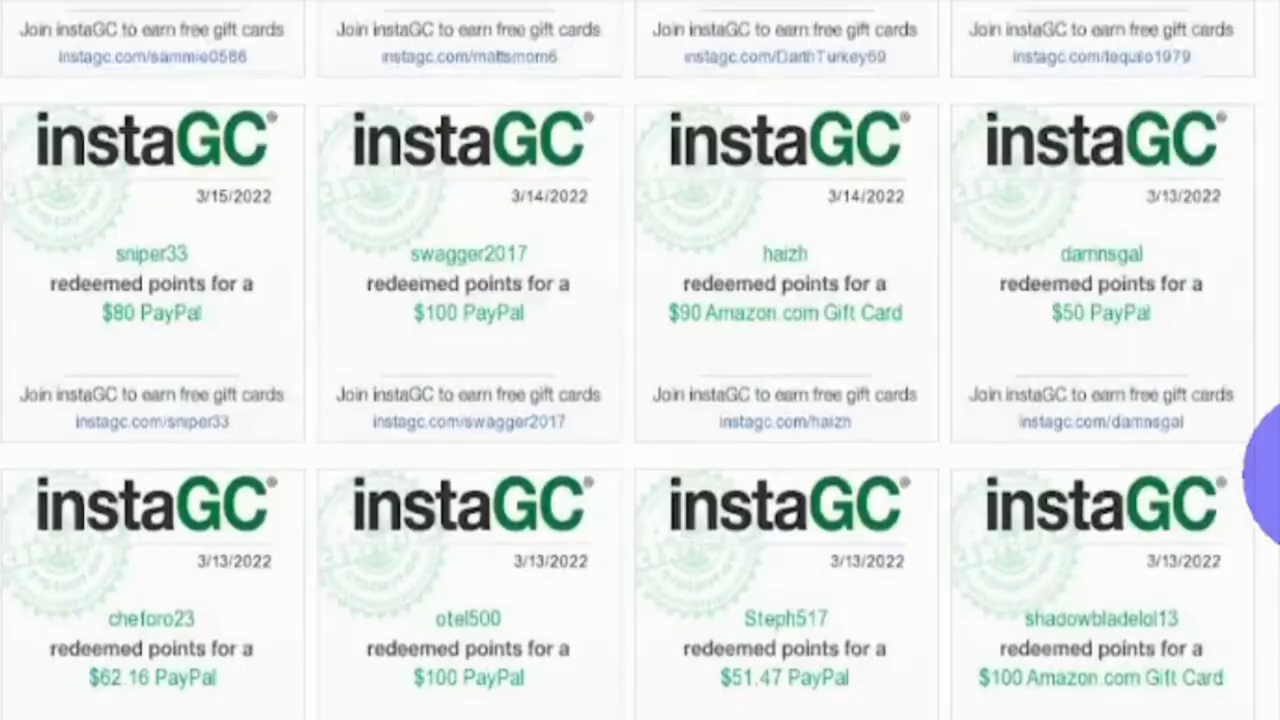 Join instaGC to earn free gift cards Join instaGC to earn free gift cards Join instaGC to earn free gift cards Join instaGC to earn free gift cards
instagc.com/sammie0586 instagc.com/mattsmom6 instagc.com/DarthTurkey69 instagc.com/tequilo1979
instaGC® instaGC® instaGC® instaGC®
3/15/2022 3/14/2022 3/14/2022 3/13/2022
sniper33 swagger2017 haizh damnsgal
redeemed points for a redeemed points for a redeemed points for a redeemed points for a
$80 PayPal $100 PayPal $90 Amazon.com Gift Card $50 PayPal
Join instaGC to earn free gift cards Join instaGC to earn free gift cards Join instaGC to earn free gift cards Join instaGC to earn free gift cards
instagc.com/sniper33 instagc.com/swagger2017 instagc.com/haizh instagc.com/damnsgal
instaGC® instaGC® instaGC® instaGC®
3/13/2022 3/13/2022 3/13/2022 3/13/2022
cheforo23 otel500 Steph517 shadowbladelol13
redeemed points for a redeemed points for a redeemed points for a redeemed points for a
$62.16 PayPal $100 PayPal $51.47 PayPal $100 Amazon.com Gift Card